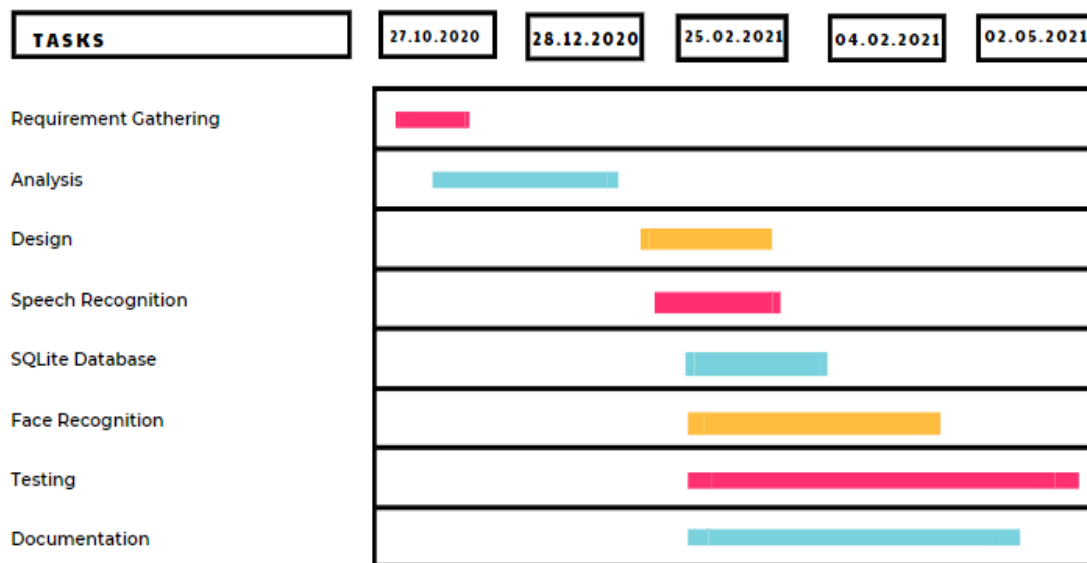 TASKS
27.10.2020
28.12.2020
25.02.2021
04.02.2021
02.05.2021
Requirement Gathering
Analysis
Design
Speech Recognition
SQLite Database
Face Recognition
Testing
Documentation